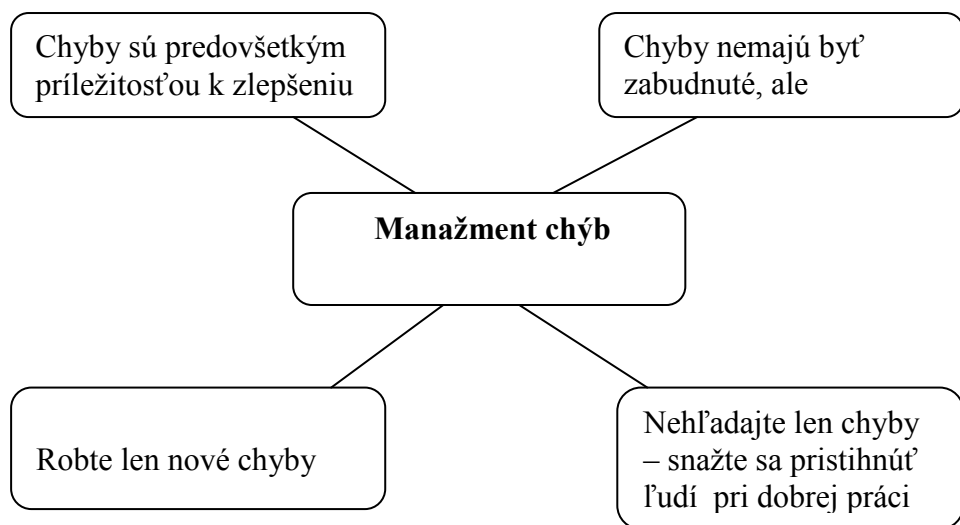 Chyby sú predovšetkým
príležitosťou k zlepšeniu
Chyby nemajú byť
zabudnuté, ale
Manažment chýb
Robte len nové chyby
Nehľadajte len chyby
– snažte sa pristihnúť
ľudí pri dobrej práci